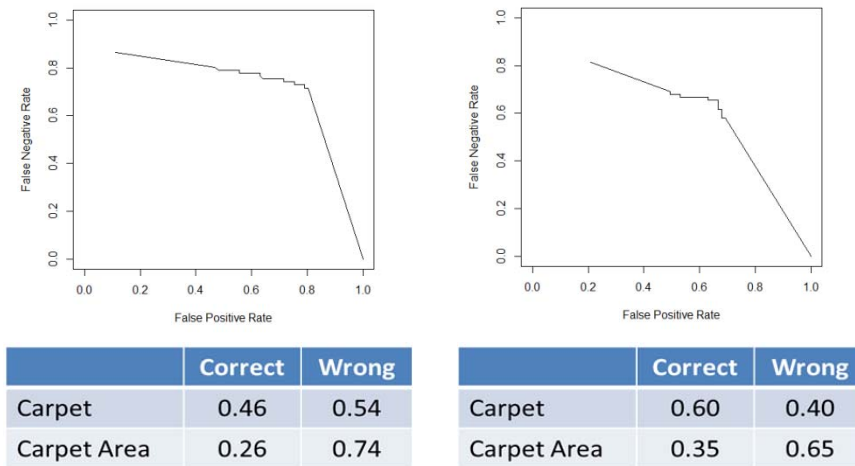 1.0
0.8
0.6
0.4
0.2
0.0
False Negative Rate
0.0 0.2 0.4 0.6 0.8 1.0
False Positive Rate
1.0
0.8
0.6
0.4
0.2
0.0
False Negative Rate
0.0 0.2 0.4 0.6 0.8 1.0
False Positive Rate
Correct Wrong
Carpet 0.46 0.54
Carpet Area 0.26 0.74
Correct Wrong
Carpet 0.60 0.40
Carpet Area 0.35 0.65